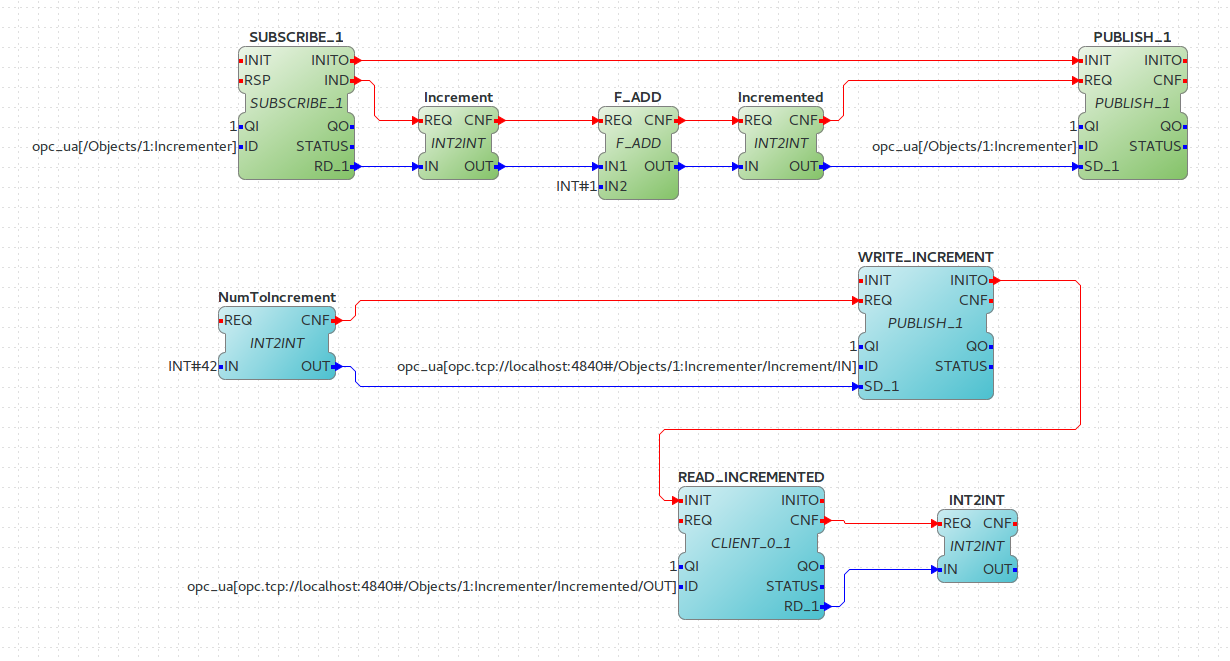 SUBSCRIBE_1
INIT INITO
RSP IND
SUBSCRIBE_1
1 QI QO
opc_ua[/Objects/1:Incrementer] ID STATUS
RD_1
Increment
REQ CNF
INT2INT
IN OUT
F_ADD
REQ CNF
F_ADD
IN1 OUT
INT#1 IN2
Incremented
REQ CNF
INT2INT
IN OUT
PUBLISH_1
INIT INITO
REQ CNF
PUBLISH_1
1 QI QO
opc_ua[/Objects/1:Incrementer] ID STATUS
SD_1
NumToIncrement
REQ CNF
INT2INT
INT#42 IN OUT
WRITE_INCREMENT
INIT INITO
REQ CNF
PUBLISH_1
1 QI QO
opc_ua[opc.tcp://localhost:4840#/Objects/1:Incrementer/Increment/IN] ID STATUS
SD_1
READ_INCREMENTED
INIT INITO
REQ CNF
CLIENT_0_1
1 QI QO
opc_ua[opc.tcp://localhost:4840#/Objects/1:Incrementer/Incremented/OUT] ID STATUS
RD_1
INT2INT
REQ CNF
INT2INT
IN OUT